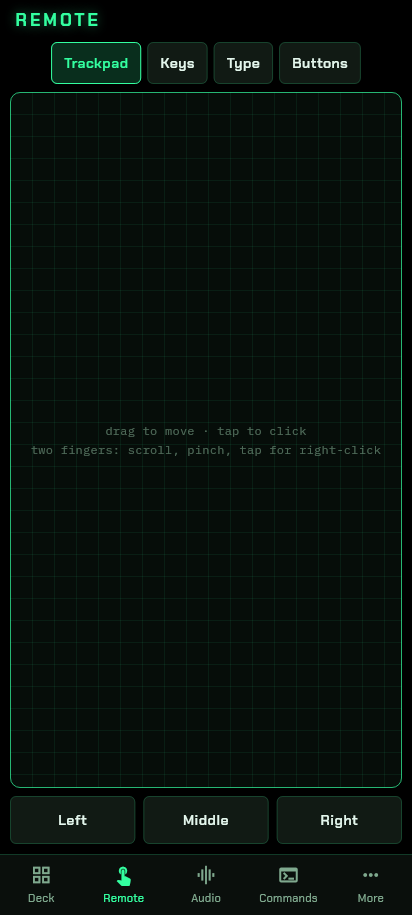 REMOTE
Trackpad Keys Type Buttons
drag to move · tap to click
two fingers: scroll, pinch, tap for right-click
Left Middle Right
Deck Remote Audio Commands More